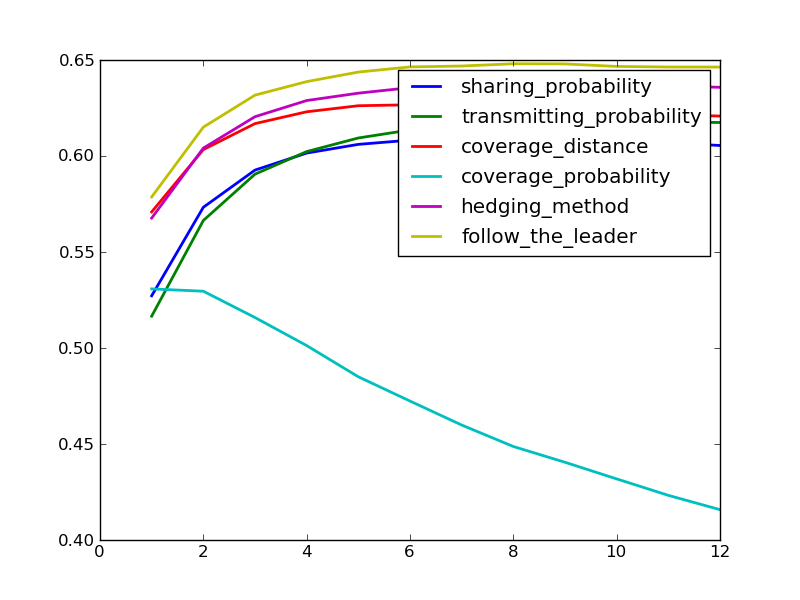 0.65
0.60
0.55
0.50
0.45
0.40
0 2 4 6 8 10 12
sharing_probability
transmitting_probability
coverage_distance
coverage_probability
hedging_method
follow_the_leader